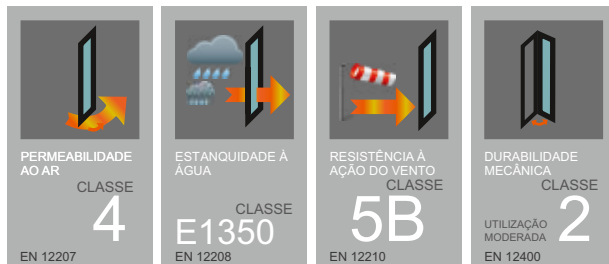 PERMEABILIDADE
AO AR
CLASSE
4
EN 12207
ESTANQUIDADE À
ÁGUA
CLASSE
E1350
EN 12208
RESISTÊNCIA À
AÇÃO DO VENTO
CLASSE
5B
EN 12210
DURABILIDADE
MECÂNICA
CLASSE
UTILIZAÇÃO
MODERADA
2
EN 12400